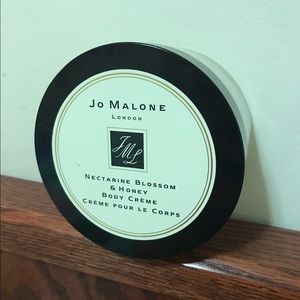 Jo Malone
London
JML
Nectarine Blossom
& Honey
Body Crème
Crème pour le Corps